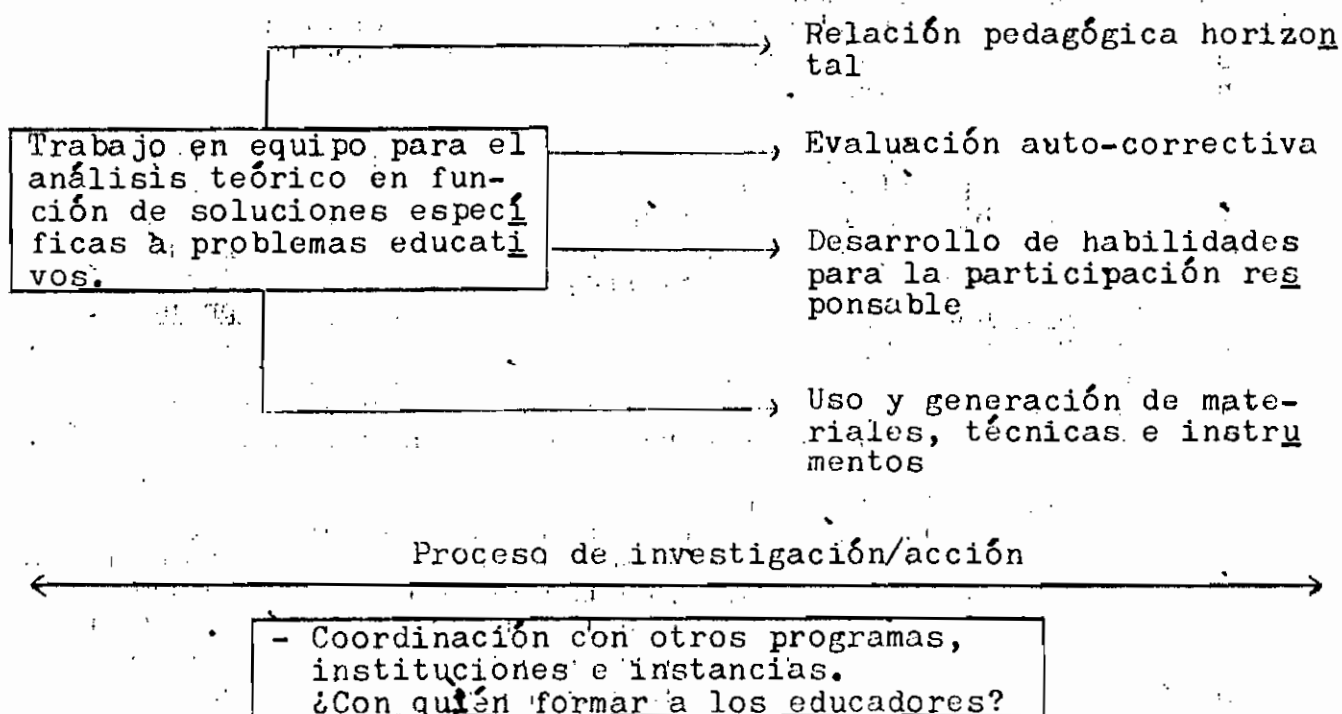 Relación pedagógica horizon
tal
Trabajo en equipo para el
análisis teórico en fun-
ción de soluciones especí
ficas a problemas educati
vos.
Evaluación auto-correctiva
Desarrollo de habilidades
para la participación res
ponsable
Uso y generación de mate-
riales, técnicas e instru
mentos
Proceso de investigación/acción
- Coordinación con otros programas,
instituciones e instancias.
¿Con quién formar a los educadores?